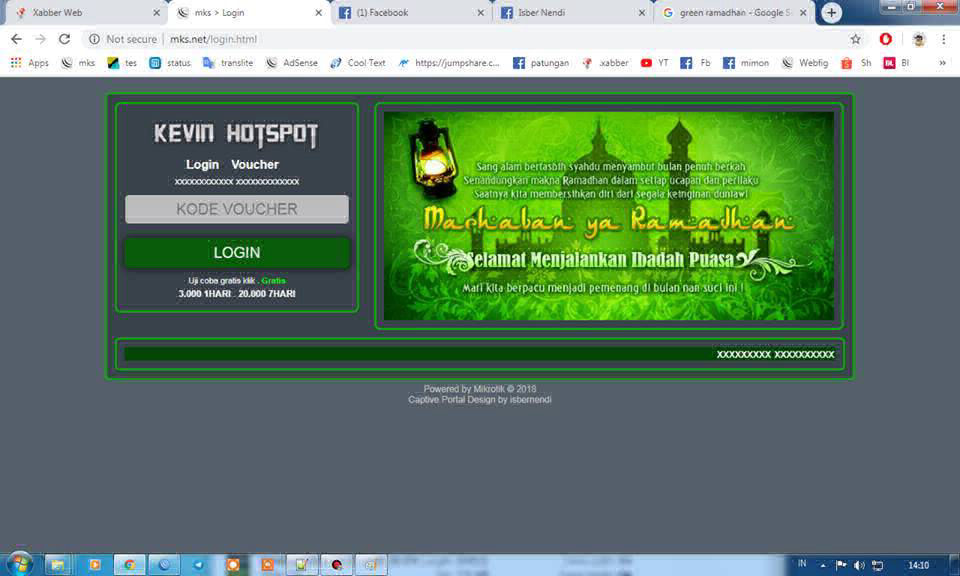 Xabber Web
mks > Login
(1) Facebook
Isber Nendi
green ramadhan - Google S
Not secure | mks.net/login.html
Apps mks tes status translite AdSense Cool Text https://jumpshare.c... patungan .xabber YT Fb mimon Webfig Sh Bl »
KEVIN HOTSPOT
Login Voucher
xxxxxxxxxxxx xxxxxxxxxxxxx
KODE VOUCHER
LOGIN
Uji coba gratis klik . Gratis
3.000 1HARI . 20.000 7HARI
Sang alam bertasbih syahdu menyambut bulan penuh berkah
Senandungkan makna Ramadhan dalam setiap ucapan dan perilaku
Saatnya kita membersihkan diri dari segala keinginan duniawi
Marhaban ya Ramadhan
Selamat Menjalankan Ibadah Puasa
Mari kita berpacu menjadi pemenang di bulan nan suci ini !
XXXXXXXXX XXXXXXXXXX
Powered by Mikrotik © 2018
Captive Portal Design by isbernendi
IN
14:10